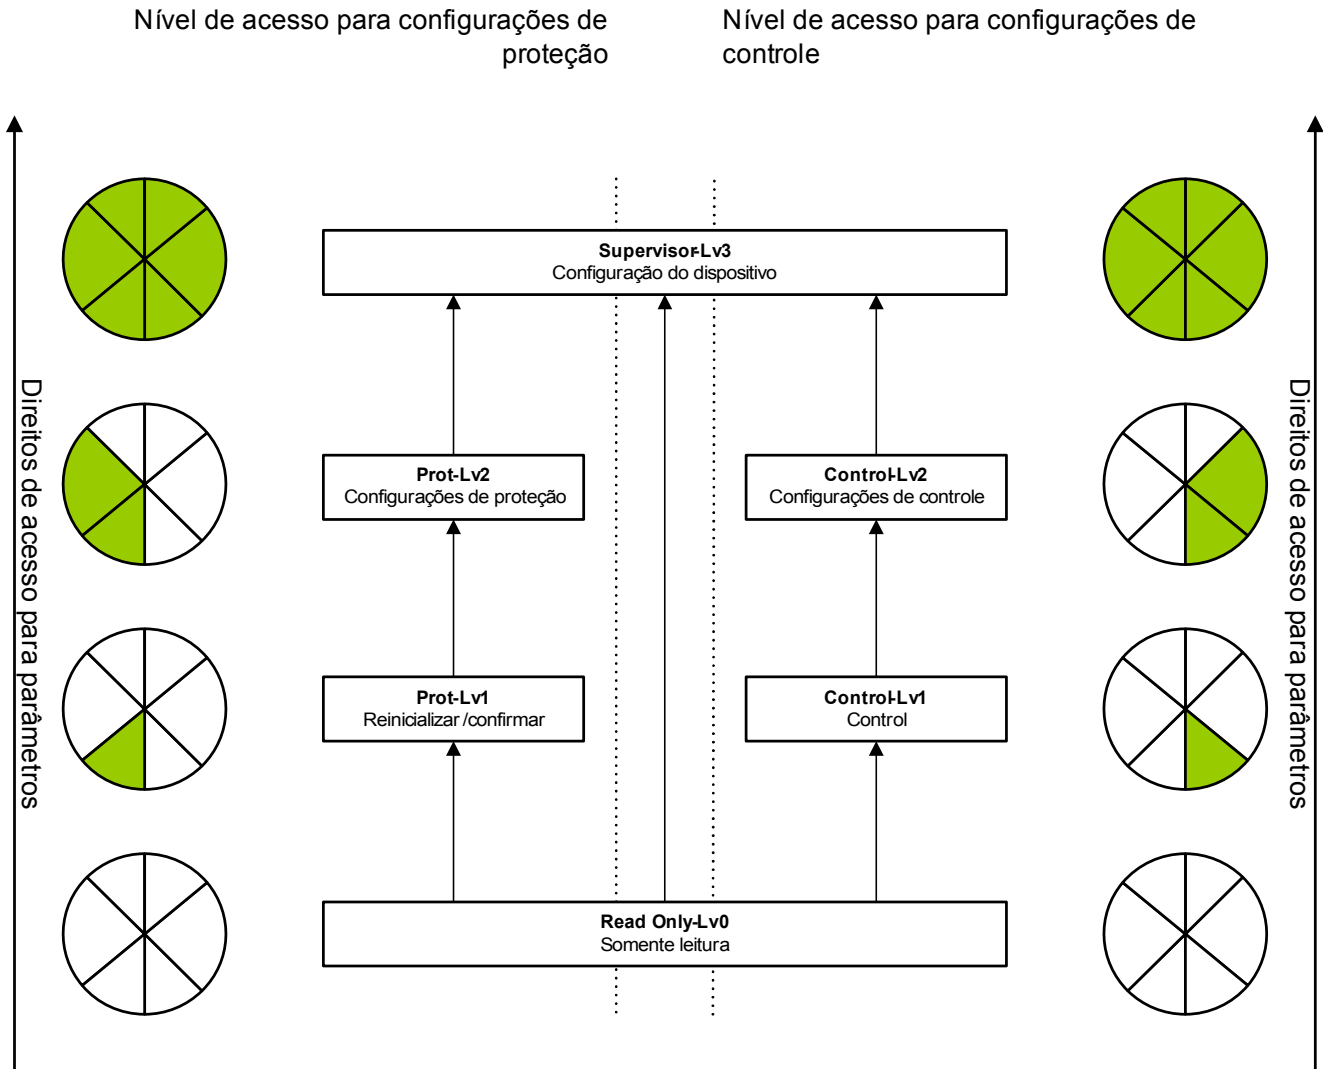 Nível de acesso para configurações de
proteção
Nível de acesso para configurações de
controle
Direitos de acesso para parâmetros
Supervisor-Lv3
Configuração do dispositivo
Prot-Lv2
Configurações de proteção
Control-Lv2
Configurações de controle
Prot-Lv1
Reinicializar/confirmar
Control-Lv1
Control
Read Only-Lv0
Somente leitura
Direitos de acesso para parâmetros